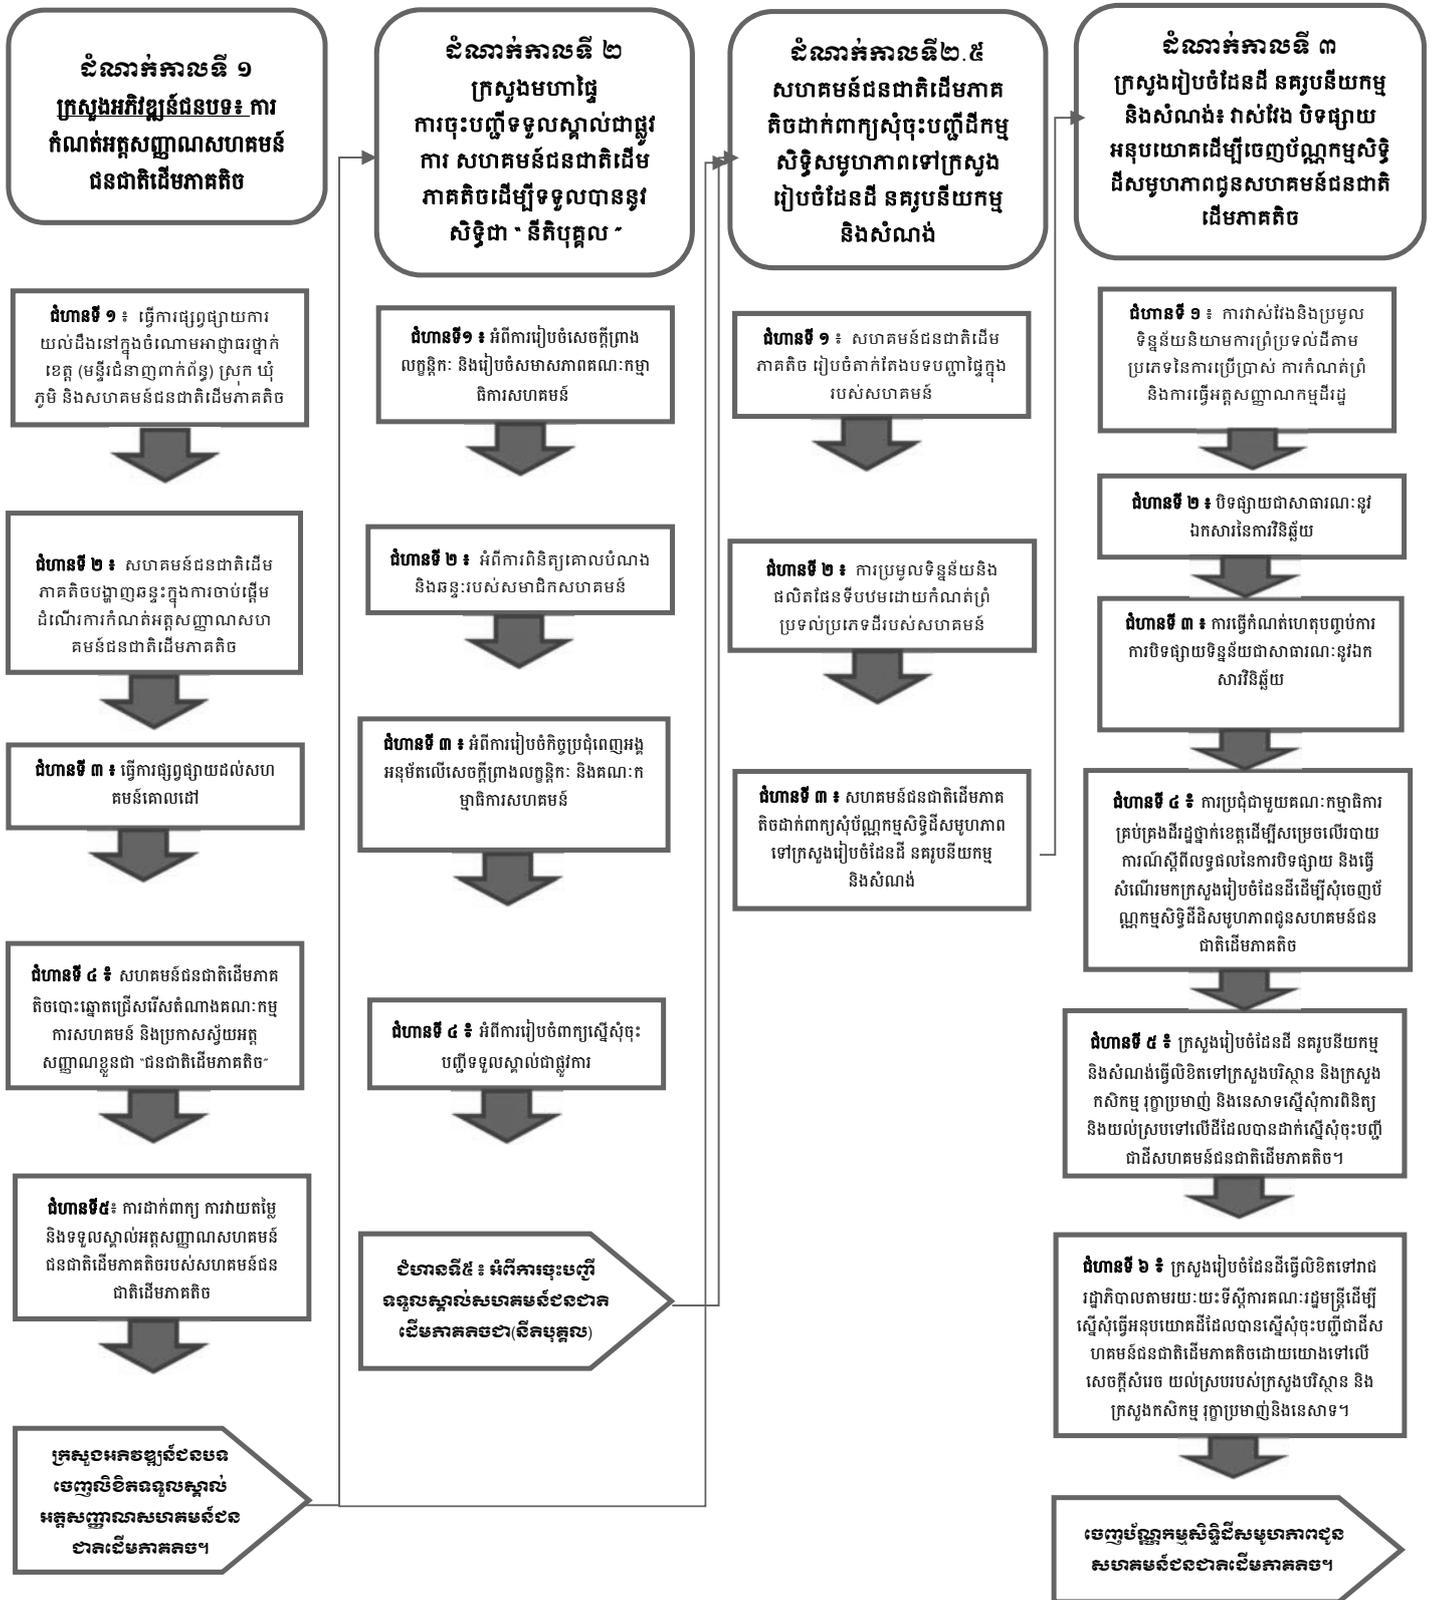 ដំណាក់កាលទី ១
ក្រសួងអភិវឌ្ឍន៍ជនបទ៖ ការ
កំណត់អត្តសញ្ញាណសហគមន៍
ជនជាតិដើមភាគតិច
ជំហានទី ១ ៖ ធ្វើការផ្សព្វផ្សាយការ
យល់ដឹងនៅក្នុងចំណោមអាជ្ញាធរថ្នាក់
ខេត្ត (មន្ទីរជំនាញពាក់ព័ន្ធ) ស្រុក ឃុំ
ភូមិ និងសហគមន៍ជនជាតិដើមភាគតិច
ជំហានទី ២ ៖ សហគមន៍ជនជាតិដើម
ភាគតិចបង្ហាញឆន្ទះក្នុងការចាប់ផ្តើម
ដំណើរការកំណត់អត្តសញ្ញាណសហ
គមន៍ជនជាតិដើមភាគតិច
ជំហានទី ៣ ៖ ធ្វើការផ្សព្វផ្សាយដល់សហ
គមន៍គោលដៅ
ជំហានទី ៤ ៖ សហគមន៍ជនជាតិដើមភាគ
តិចបោះឆ្នោតជ្រើសរើសតំណាងគណៈកម្ម
ការសហគមន៍ និងប្រកាសស្វ័យអត្ត
សញ្ញាណខ្លួនជា “ជនជាតិដើមភាគតិច”
ជំហានទី៥៖ ការដាក់ពាក្យ ការវាយតម្លៃ
និងទទួលស្គាល់អត្តសញ្ញាណសហគមន៍
ជនជាតិដើមភាគតិចរបស់សហគមន៍ជន
ជាតិដើមភាគតិច
ក្រសួងអភិវឌ្ឍន៍ជនបទ
ចេញលិខិតទទួលស្គាល់
អត្តសញ្ញាណសហគមន៍ជន
ជាតិដើមភាគតិច។
ដំណាក់កាលទី ២
ក្រសួងមហាផ្ទៃ
ការចុះបញ្ជីទទួលស្គាល់ជាផ្លូវ
ការ សហគមន៍ជនជាតិដើម
ភាគតិចដើម្បីទទួលបាននូវ
សិទ្ធិជា “ នីតិបុគ្គល ”
ជំហានទី១ ៖ អំពីការរៀបចំសេចក្តីព្រាង
លក្ខន្តិកៈ និងរៀបចំសមាសភាពគណៈកម្មា
ធិការសហគមន៍
ជំហានទី ២ ៖ អំពីការពិនិត្យគោលបំណង
និងឆន្ទៈរបស់សមាជិកសហគមន៍
ជំហានទី ៣ ៖ អំពីការរៀបចំកិច្ចប្រជុំពេញអង្គ
អនុម័តលើសេចក្តីព្រាងលក្ខន្តិកៈ និងគណៈក
ម្មាធិការសហគមន៍
ជំហានទី ៤ ៖ អំពីការរៀបចំពាក្យស្នើសុំចុះ
បញ្ជីទទួលស្គាល់ជាផ្លូវការ
ជំហានទី៥៖ អំពីការចុះបញ្ជី
ទទួលស្គាល់សហគមន៍ជនជាតិ
ដើមភាគតិចជា(នីតិបុគ្គល)
ដំណាក់កាលទី២.៥
សហគមន៍ជនជាតិដើមភាគ
តិចដាក់ពាក្យសុំចុះបញ្ជីដីកម្ម
សិទ្ធិសមូហភាពទៅក្រសួង
រៀបចំដែនដី នគរូបនីយកម្ម
និងសំណង់
ជំហានទី ១ ៖ សហគមន៍ជនជាតិដើម
ភាគតិច រៀបចំតាក់តែងបទបញ្ជាផ្ទៃក្នុង
របស់សហគមន៍
ជំហានទី ២ ៖ ការប្រមូលទិន្នន័យនិង
ផលិតផែនទីបឋមដោយកំណត់ព្រំ
ប្រទល់ប្រភេទដីរបស់សហគមន៍
ជំហានទី ៣ ៖ សហគមន៍ជនជាតិដើមភាគ
តិចដាក់ពាក្យសុំប័ណ្ណកម្មសិទ្ធិដីសមូហភាព
ទៅក្រសួងរៀបចំដែនដី នគរូបនីយកម្ម
និងសំណង់
ដំណាក់កាលទី ៣
ក្រសួងរៀបចំដែនដី នគរូបនីយកម្ម
និងសំណង់៖ វាស់វែង បិទផ្សាយ
អនុបយោគដើម្បីចេញប័ណ្ណកម្មសិទ្ធិ
ដីសមូហភាពជូនសហគមន៍ជនជាតិ
ដើមភាគតិច
ជំហានទី ១ ៖ ការវាស់វែងនិងប្រមូល
ទិន្នន័យនិយាមការព្រំប្រទល់ដីតាម
ប្រភេទនៃការប្រើប្រាស់ ការកំណត់ព្រំ
និងការធ្វើអត្តសញ្ញាណកម្មដីរដ្ឋ
ជំហានទី ២ ៖ បិទផ្សាយជាសាធារណៈនូវ
ឯកសារនៃការវិនិច្ឆ័យ
ជំហានទី ៣ ៖ ការធ្វើកំណត់ហេតុបញ្ចប់ការ
ការបិទផ្សាយទិន្នន័យជាសាធារណៈនូវឯក
សារវិនិច្ឆ័យ
ជំហានទី ៤ ៖ ការប្រជុំជាមួយគណៈកម្មាធិការ
គ្រប់គ្រងដីរដ្ឋថ្នាក់ខេត្តដើម្បីសម្រេចលើរបាយ
ការណ៍ស្តីពីលទ្ធផលនៃការបិទផ្សាយ និងធ្វើ
សំណើរមកក្រសួងរៀបចំដែនដីដើម្បីសុំចេញប័
ណ្ណកម្មសិទ្ធិដីដិសមូហភាពជូនសហគមន៍ជន
ជាតិដើមភាគតិច
ជំហានទី ៥ ៖ ក្រសួងរៀបចំដែនដី នគរូបនីយកម្ម
និងសំណង់ធ្វើលិខិតទៅក្រសួងបរិស្ថាន និងក្រសួង
កសិកម្ម រុក្ខាប្រមាញ់ និងនេសាទស្នើសុំការពិនិត្យ
និងយល់ស្របទៅលើដីដែលបានដាក់ស្នើសុំចុះបញ្ជី
ជាដីសហគមន៍ជនជាតិដើមភាគតិច។
ជំហានទី ៦ ៖ ក្រសួងរៀបចំដែនដីធ្វើលិខិតទៅរាជ
រដ្ឋាភិបាលតាមរយៈយះទីស្តីការគណៈរដ្ឋមន្ត្រីដើម្បី
ស្នើសុំធ្វើអនុបយោគដីដែលបានស្នើសុំចុះបញ្ជីជាដីស
ហគមន៍ជនជាតិដើមភាគតិចដោយយោងទៅលើ
សេចក្តីសំរេច យល់ស្របរបស់ក្រសួងបរិស្ថាន និង
ក្រសួងកសិកម្ម រុក្ខាប្រមាញ់និងនេសាទ។
ចេញប័ណ្ណកម្មសិទ្ធិដីសមូហភាពជូន
សហគមន៍ជនជាតិដើមភាគតិច។